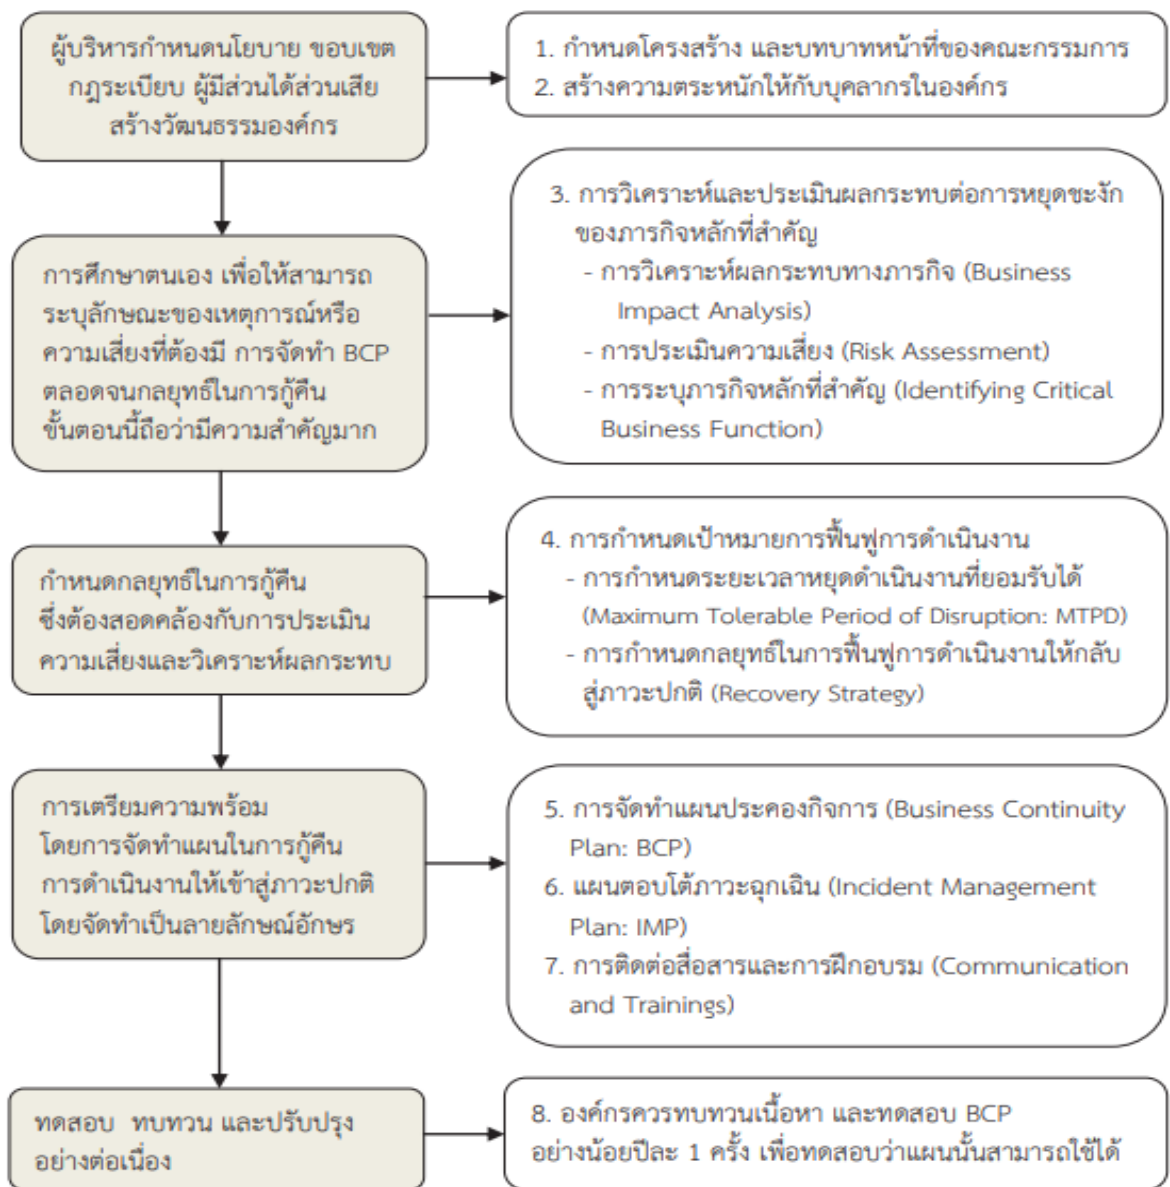 ผู้บริหารกำหนดนโยบาย ขอบเขต
กฎระเบียบ ผู้มีส่วนได้ส่วนเสีย
สร้างวัฒนธรรมองค์กร
1. กำหนดโครงสร้าง และบทบาทหน้าที่ของคณะกรรมการ
2. สร้างความตระหนักให้กับบุคลากรในองค์กร
การศึกษาตนเอง เพื่อให้สามารถ
ระบุลักษณะของเหตุการณ์หรือ
ความเสี่ยงที่ต้องมี การจัดทำ BCP
ตลอดจนกลยุทธ์ในการกู้คืน
ขั้นตอนนี้ถือว่ามีความสำคัญมาก
3. การวิเคราะห์และประเมินผลกระทบต่อการหยุดชะงัก
ของภารกิจหลักที่สำคัญ
- การวิเคราะห์ผลกระทบทางภารกิจ (Business
Impact Analysis)
- การประเมินความเสี่ยง (Risk Assessment)
- การระบุภารกิจหลักที่สำคัญ (Identifying Critical
Business Function)
กำหนดกลยุทธ์ในการกู้คืน
ซึ่งต้องสอดคล้องกับการประเมิน
ความเสี่ยงและวิเคราะห์ผลกระทบ
4. การกำหนดเป้าหมายการฟื้นฟูการดำเนินงาน
- การกำหนดระยะเวลาหยุดดำเนินงานที่ยอมรับได้
(Maximum Tolerable Period of Disruption: MTPD)
- การกำหนดกลยุทธ์ในการฟื้นฟูการดำเนินงานให้กลับ
สู่ภาวะปกติ (Recovery Strategy)
การเตรียมความพร้อม
โดยการจัดทำแผนในการกู้คืน
การดำเนินงานให้เข้าสู่ภาวะปกติ
โดยจัดทำเป็นลายลักษณ์อักษร
5. การจัดทำแผนประคองกิจการ (Business Continuity
Plan: BCP)
6. แผนตอบโต้ภาวะฉุกเฉิน (Incident Management
Plan: IMP)
7. การติดต่อสื่อสารและการฝึกอบรม (Communication
and Trainings)
ทดสอบ ทบทวน และปรับปรุง
อย่างต่อเนื่อง
8. องค์กรควรทบทวนเนื้อหา และทดสอบ BCP
อย่างน้อยปีละ 1 ครั้ง เพื่อทดสอบว่าแผนนั้นสามารถใช้ได้